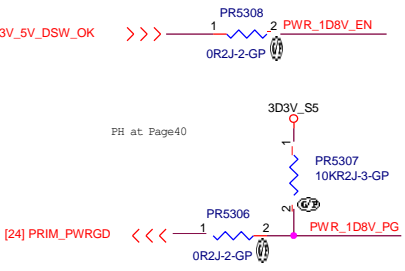 PR5308
3V_5V_DSW_OK
1
2
PWR_1D8V_EN
0R2J-2-GP
3D3V_S5
PH at Page40
1
PR5307
10KR2J-3-GP
2
PR5306
[24] PRIM_PWRGD
1
2
PWR_1D8V_PG
0R2J-2-GP